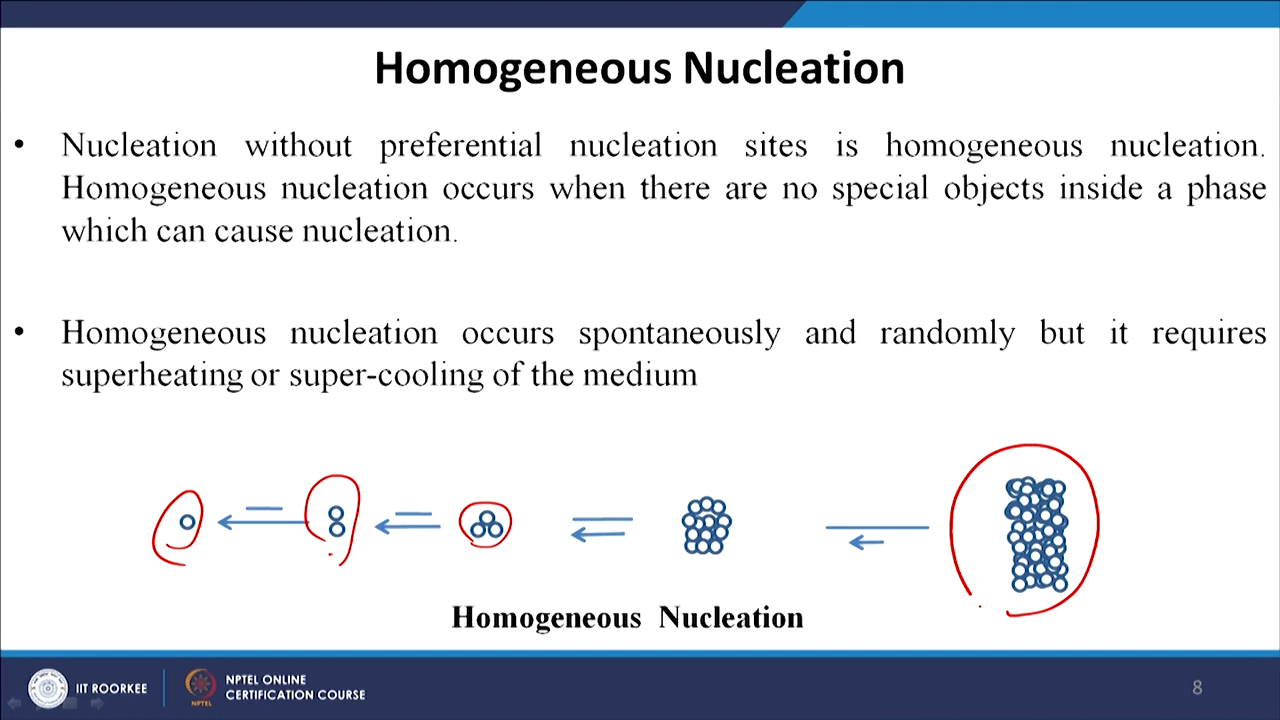 Homogeneous Nucleation
• Nucleation without preferential nucleation sites is homogeneous nucleation.
Homogeneous nucleation occurs when there are no special objects inside a phase
which can cause nucleation.
• Homogeneous nucleation occurs spontaneously and randomly but it requires
superheating or super-cooling of the medium
Homogeneous Nucleation
IIT ROORKEE
NPTEL
NPTEL ONLINE
CERTIFICATION COURSE
8